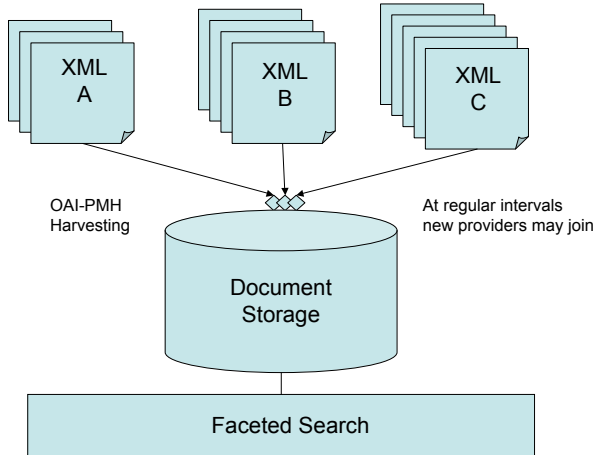 XML
A
XML
B
XML
C
OAI-PMH
Harvesting
At regular intervals
new providers may join
Document
Storage
Faceted Search